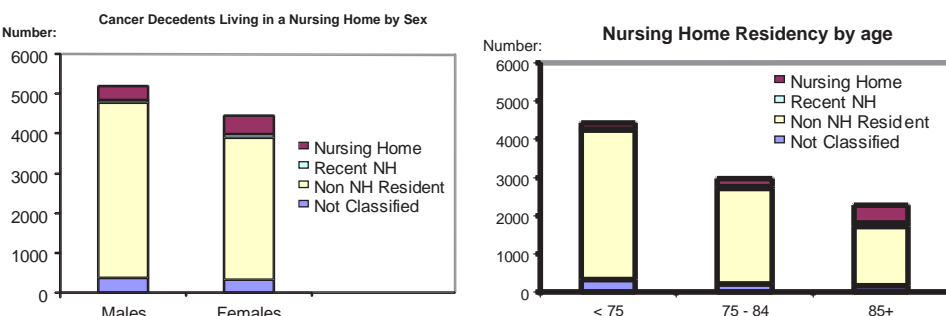 Cancer Decedents Living in a Nursing Home by Sex
Number:
6000
5000
4000
3000
2000
1000
0
Males
Females
Nursing Home
Recent NH
Non NH Resident
Not Classified
Nursing Home Residency by age
Number:
6000
5000
4000
3000
2000
1000
0
< 75
75 - 84
85+
Nursing Home
Recent NH
Non NH Resident
Not Classified